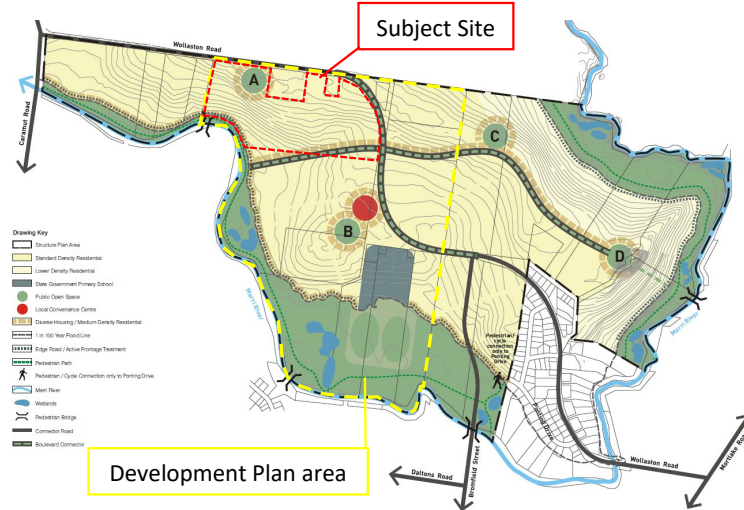 Subject Site
Wollaston Road
Caramut Road
A
C
B
D
Drawing Key
Structure Plan Area
Standard Density Residential
Lower Density Residential
State Government Primary School
Public Open Space
Local Convenience Centre
Diverse Housing / Medium Density Residential
1 in 100 Year Flood Line
Edge Road / Active Frontage Treatment
Pedestrian Path
Pedestrian / Cycle Connection only to Ponting Drive
Merri River
Wetlands
Pedestrian Bridge
Connector Road
Boulevard Connector
Merri River
Merri River
Pedestrian /
cycle
connection
only to
Ponting
Drive
Ponting Drive
Wollaston Road
Mortlake Road
Daltons Road
Bromfield Street
Development Plan area